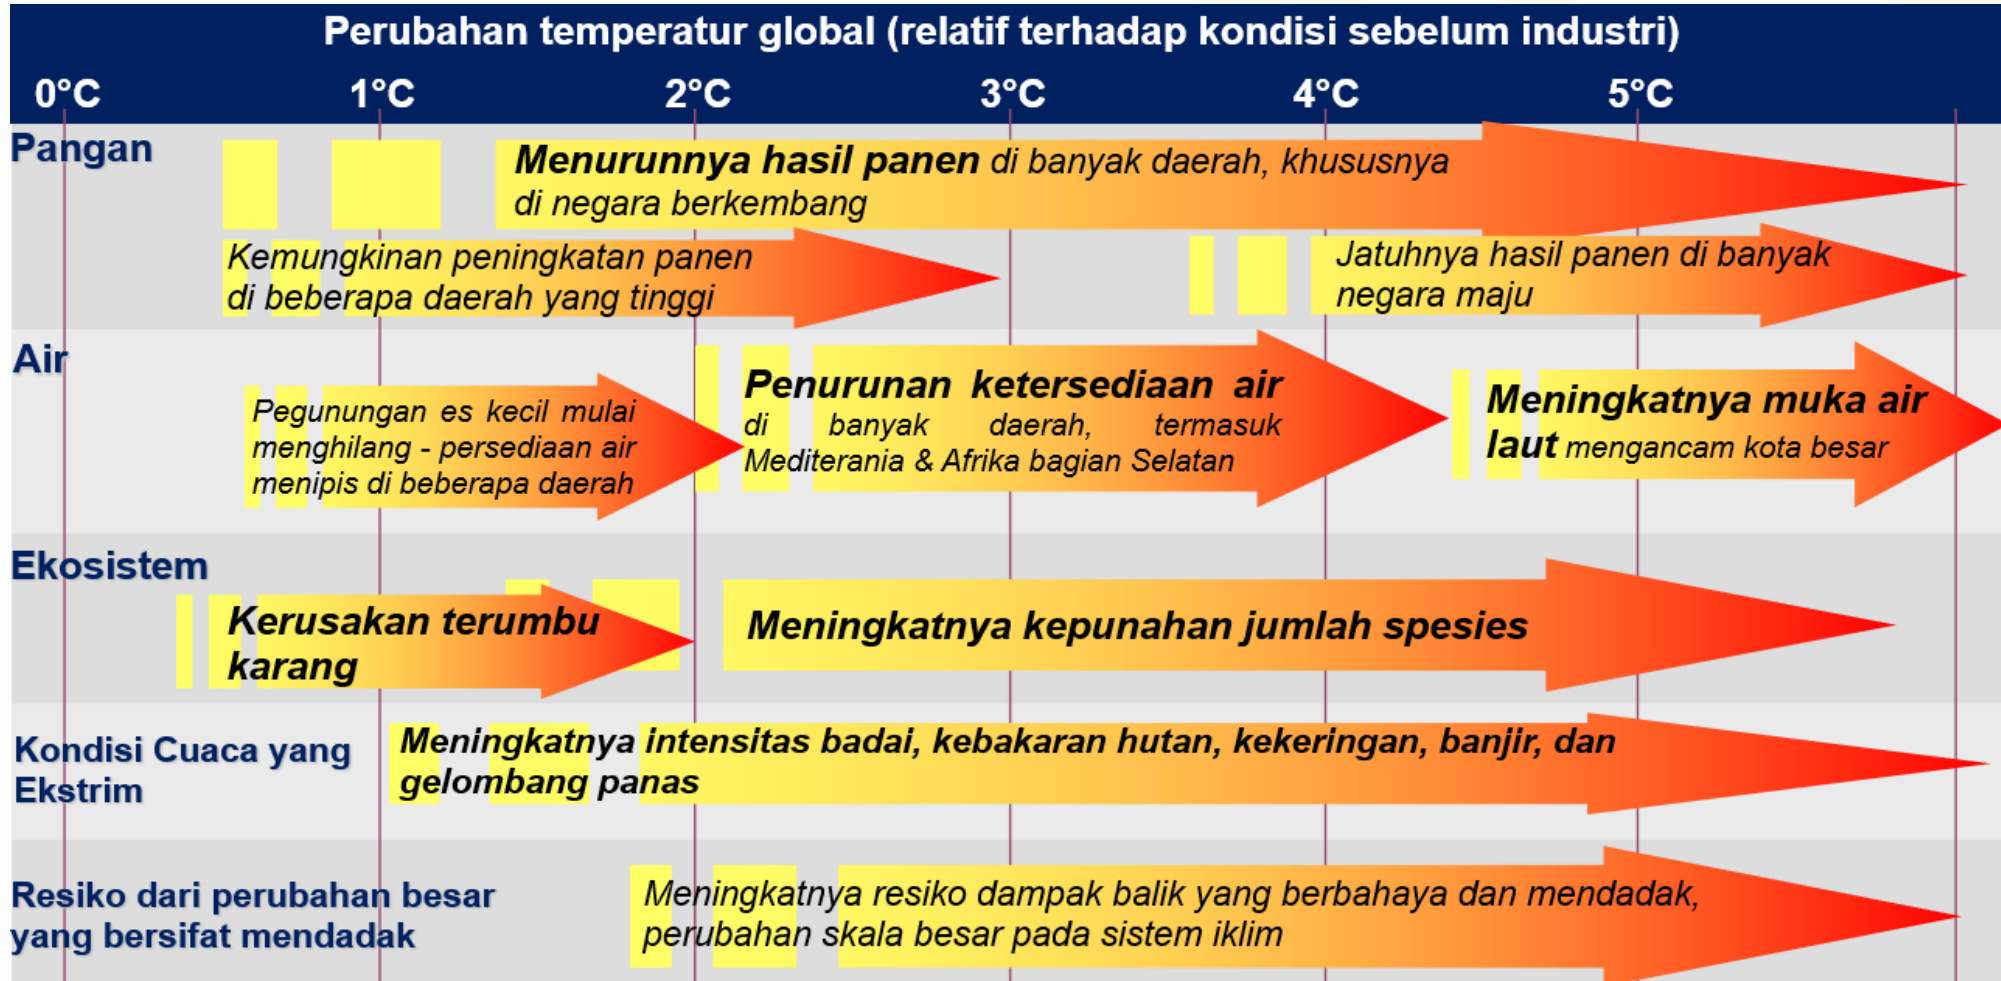 Perubahan temperatur global (relatif terhadap kondisi sebelum industri)
0°C 1°C 2°C 3°C 4°C 5°C
Pangan
Menurunnya hasil panen di banyak daerah, khususnya
di negara berkembang
Kemungkinan peningkatan panen
di beberapa daerah yang tinggi
Jatuhnya hasil panen di banyak
negara maju
Air
Pegunungan es kecil mulai
menghilang - persediaan air
menipis di beberapa daerah
Penurunan ketersediaan air
di banyak daerah, termasuk
Mediterania & Afrika bagian Selatan
Meningkatnya muka air
laut mengancam kota besar
Ekosistem
Kerusakan terumbu
karang
Meningkatnya kepunahan jumlah spesies
Kondisi Cuaca yang
Ekstrim
Meningkatnya intensitas badai, kebakaran hutan, kekeringan, banjir, dan
gelombang panas
Resiko dari perubahan besar
yang bersifat mendadak
Meningkatnya resiko dampak balik yang berbahaya dan mendadak,
perubahan skala besar pada sistem iklim